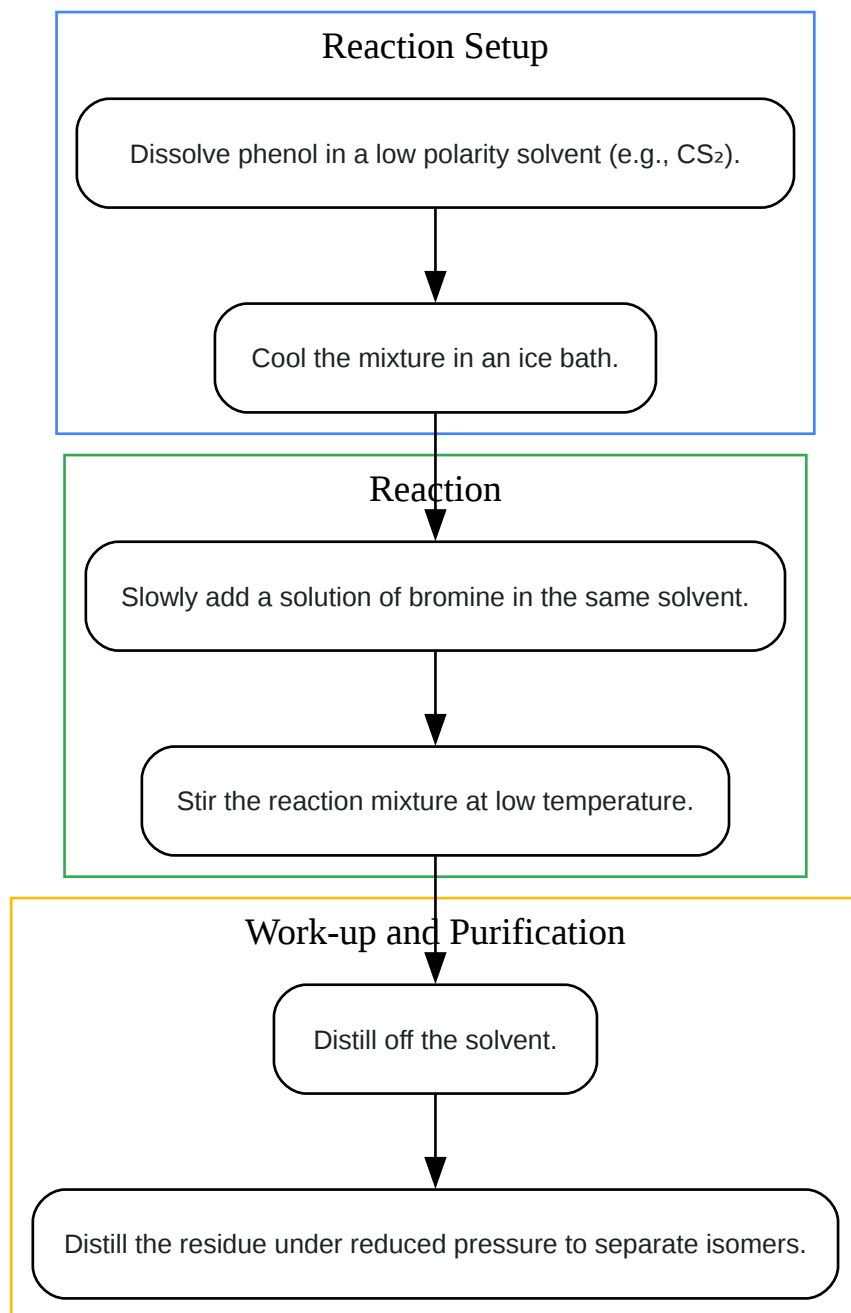 Reaction Setup
Dissolve phenol in a low polarity solvent (e.g., CS₂).
Cool the mixture in an ice bath.
Reaction
Slowly add a solution of bromine in the same solvent.
Stir the reaction mixture at low temperature.
Work-up and Purification
Distill off the solvent.
Distill the residue under reduced pressure to separate isomers.